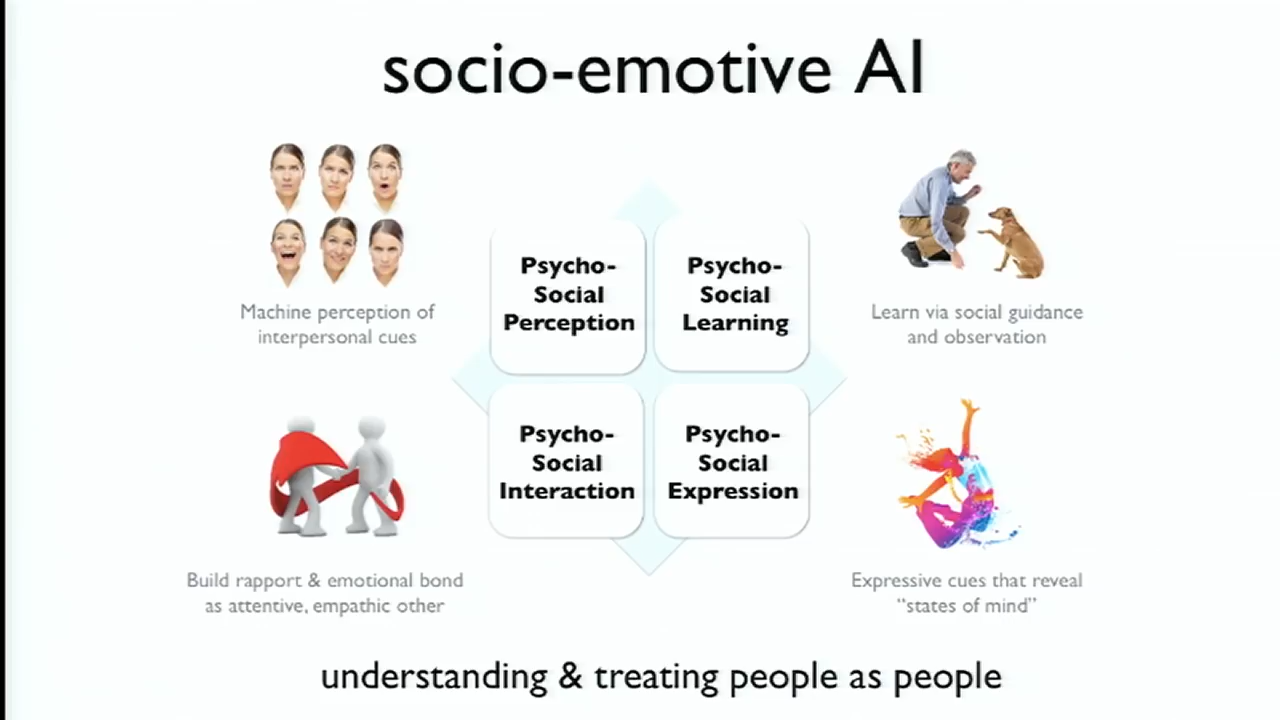 socio-emotive AI
Machine perception of
interpersonal cues
Psycho-
Social
Perception
Psycho-
Social
Learning
Learn via social guidance
and observation
Build rapport & emotional bond
as attentive, empathic other
Psycho-
Social
Interaction
Psycho-
Social
Expression
Expressive cues that reveal
“states of mind”
understanding & treating people as people